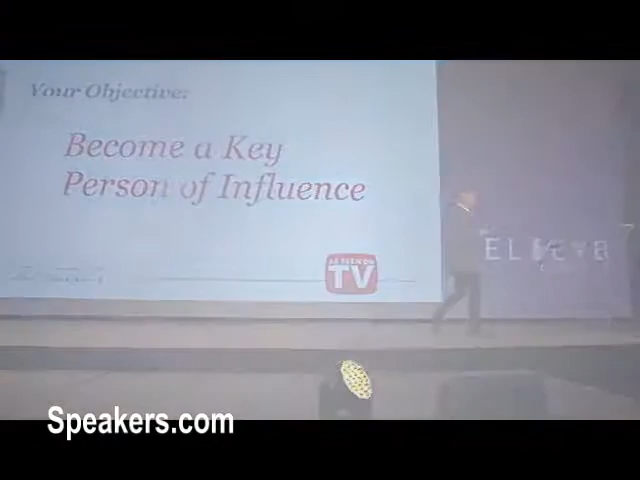 Your Objective:
Become a Key
Person of Influence
AS SEEN ON
TV
Speakers.com